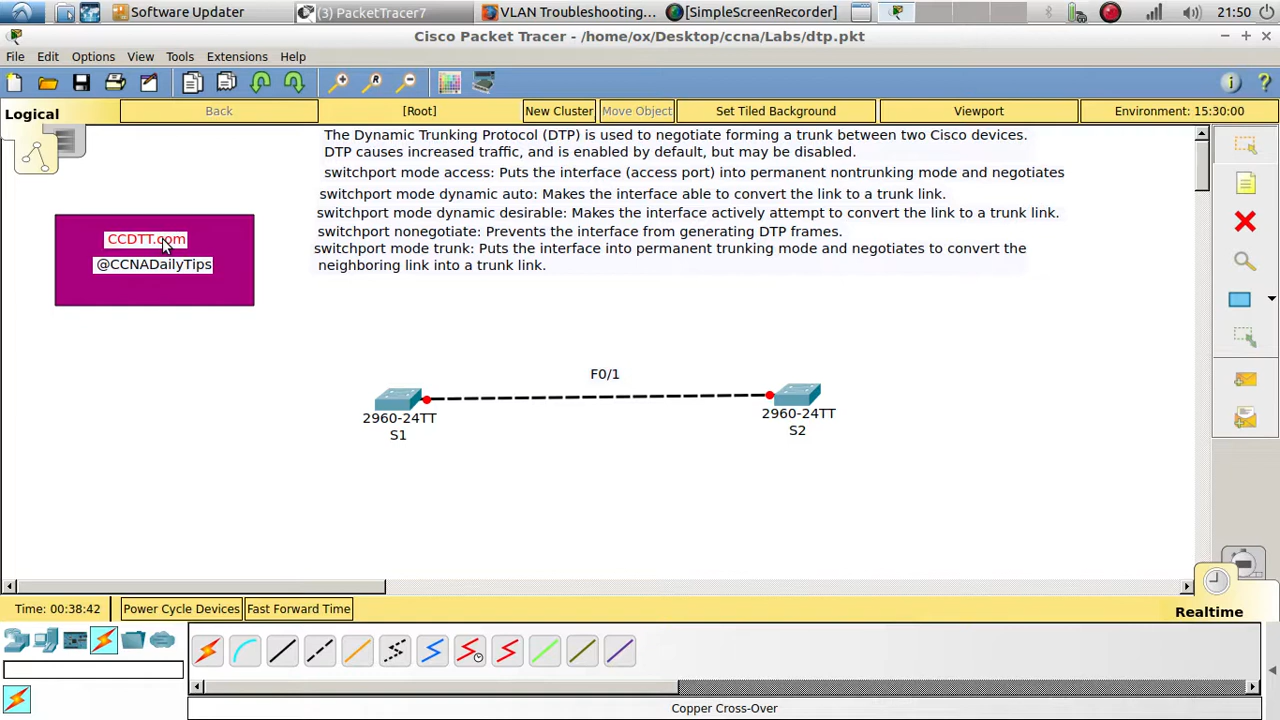 Software Updater
(3) PacketTracer7
VLAN Troubleshooting...
[SimpleScreenRecorder]
21:50
Cisco Packet Tracer - /home/ox/Desktop/ccna/Labs/dtp.pkt
File Edit Options View Tools Extensions Help
Logical
Back
[Root]
New Cluster
Move Object
Set Tiled Background
Viewport
Environment: 15:30:00
The Dynamic Trunking Protocol (DTP) is used to negotiate forming a trunk between two Cisco devices.
DTP causes increased traffic, and is enabled by default, but may be disabled.
switchport mode access: Puts the interface (access port) into permanent nontrunking mode and negotiates
switchport mode dynamic auto: Makes the interface able to convert the link to a trunk link.
switchport mode dynamic desirable: Makes the interface actively attempt to convert the link to a trunk link.
switchport nonegotiate: Prevents the interface from generating DTP frames.
switchport mode trunk: Puts the interface into permanent trunking mode and negotiates to convert the
neighboring link into a trunk link.
CCDTT.com
@CCNADailyTips
F0/1
2960-24TT
S1
2960-24TT
S2
Time: 00:38:42
Power Cycle Devices
Fast Forward Time
Realtime
Copper Cross-Over